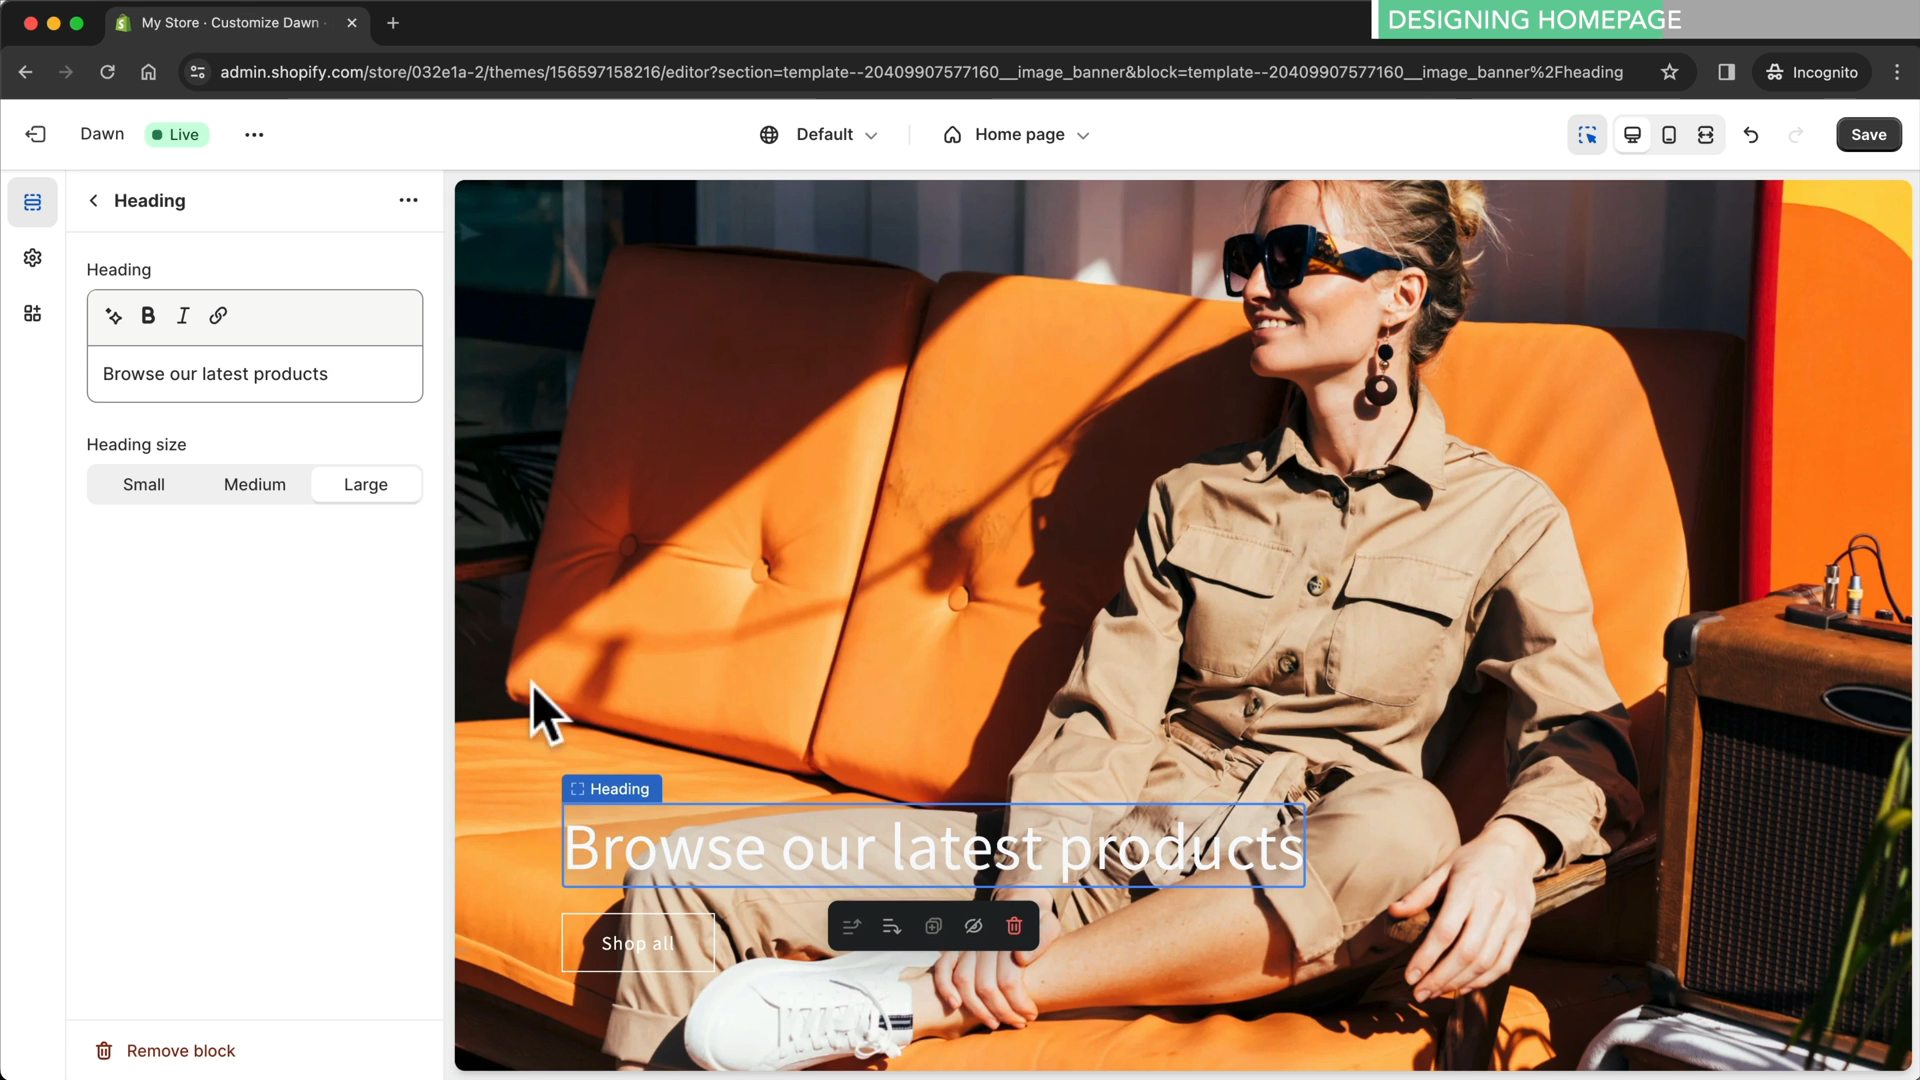 My Store · Customize Dawn ·
DESIGNING HOMEPAGE
admin.shopify.com/store/032e1a-2/themes/156597158216/editor?section=template--20409907577160__image_banner&block=template--20409907577160__image_banner%2Fheading
Incognito
Dawn
Live
Default
Home page
Save
Heading
Heading
B I
Browse our latest products
Heading size
Small Medium Large
Heading
Browse our latest products
Shop all
Remove block